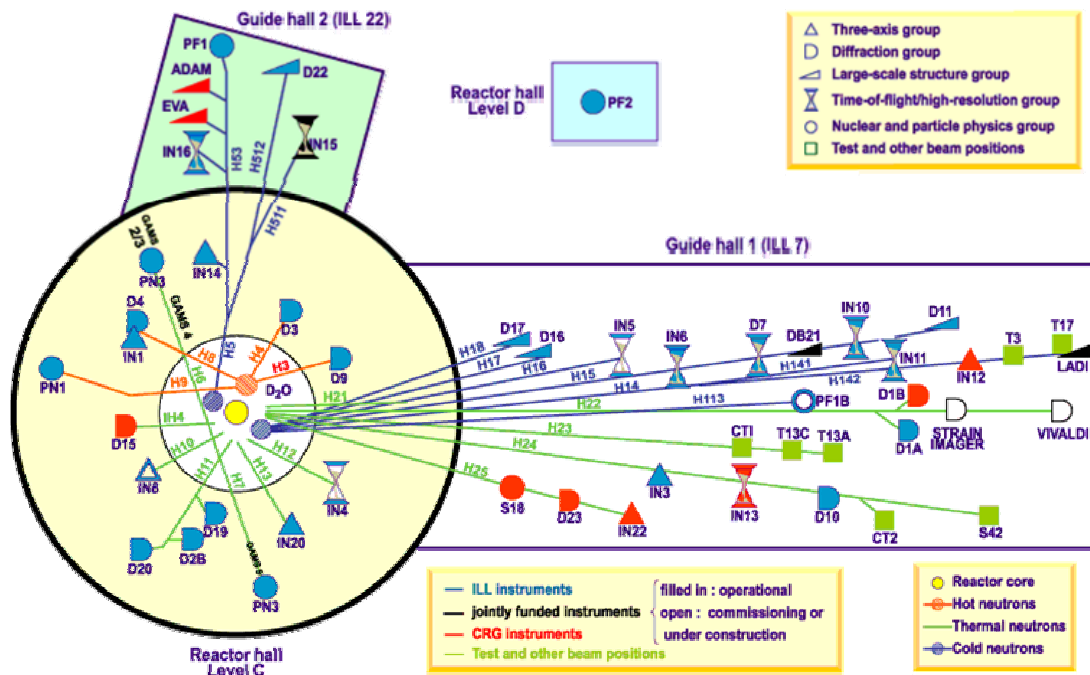 Guide hall 2 (ILL 22)
PF1
D22
ADAM
EVA
IN16
IN15
H53
H512
H511
Reactor hall
Level D
PF2
Three-axis group
Diffraction group
Large-scale structure group
Time-of-flight/high-resolution group
Nuclear and particle physics group
Test and other beam positions
GAMS
2/3
PN3
IN14
GAMS 4
D4
IN1
D3
H8
H5
H4
H3
D9
PN1
H9
H6
D2O
H21
D15
IH4
H10
H11
H7
H13
H12
IN8
IN4
D19
D2B
D20
IN20
GAMS 5
PN3
Reactor hall
Level C
Guide hall 1 (ILL 7)
H18
H17
H16
H15
H14
H141
H142
H113
H22
H23
H24
H25
D17
D16
IN5
IN6
D7
DB21
IN10
D11
IN11
IN12
T3
T17
LADI
PF1B
D1B
D1A
STRAIN
IMAGER
VIVALDI
CTI
T13C
T13A
S18
D23
IN22
IN3
IN13
D10
CT2
S42
ILL instruments
jointly funded instruments
CRG instruments
Test and other beam positions
filled in : operational
open : commissioning or
under construction
Reactor core
Hot neutrons
Thermal neutrons
Cold neutrons